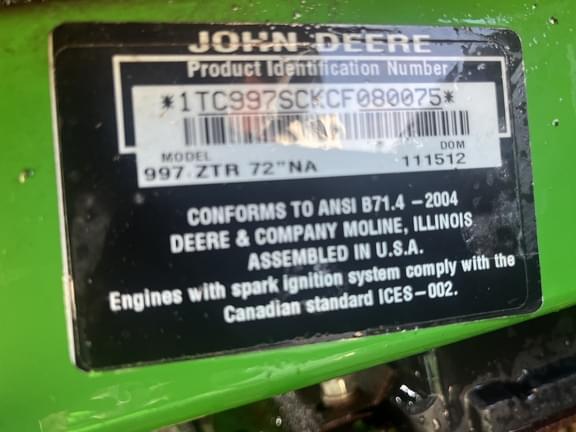 JOHN DEERE
Product Identification Number
*1TC997SCKCF080075*
MODEL DOM
997 ZTR 72"NA 111512
CONFORMS TO ANSI B71.4 -2004
DEERE & COMPANY MOLINE, ILLINOIS
ASSEMBLED IN U.S.A.
Engines with spark ignition system comply with the
Canadian standard ICES-002.